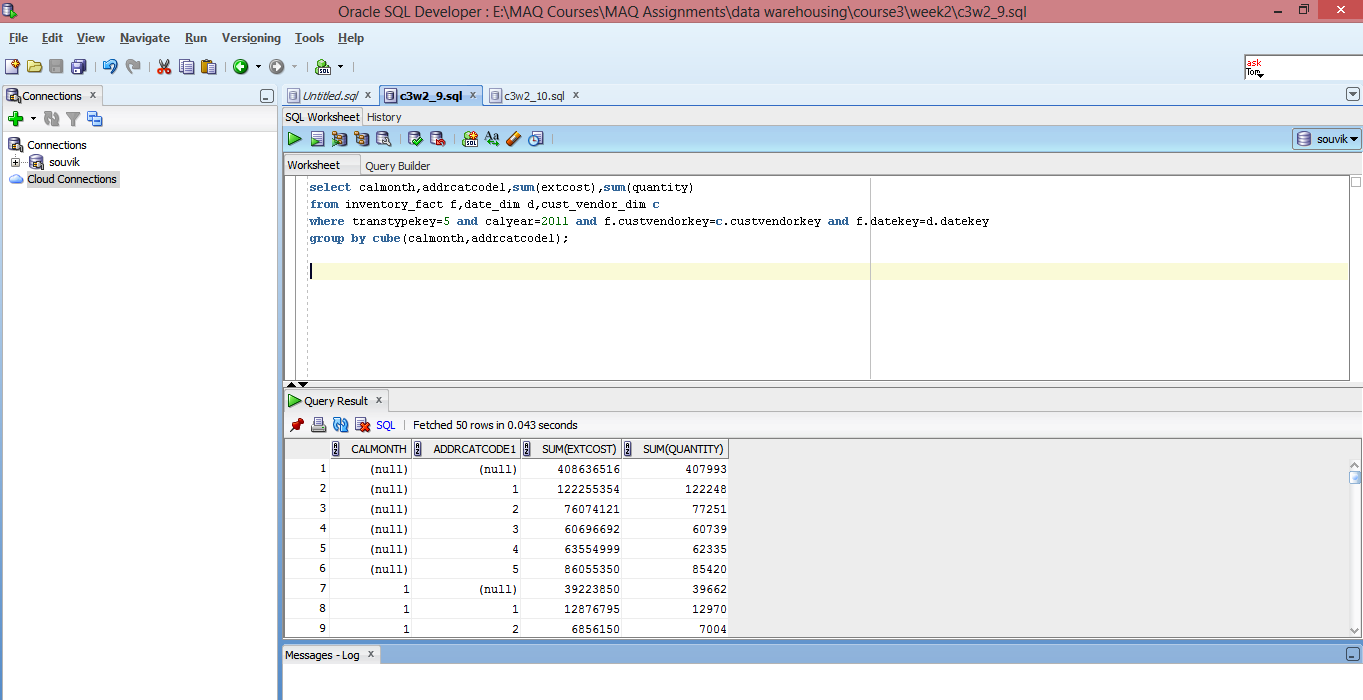 Oracle SQL Developer : E:\MAQ Courses\MAQ Assignments\data warehousing\course3\week2\c3w2_9.sql
File Edit View Navigate Run Versioning Tools Help
ask
Tom
Connections
Untitled.sql c3w2_9.sql c3w2_10.sql
SQL Worksheet History
Connections
souvik
Cloud Connections
souvik
Worksheet Query Builder
select calmonth,addrcatcode1,sum(extcost),sum(quantity)
from inventory_fact f,date_dim d,cust_vendor_dim c
where transtypekey=5 and calyear=2011 and f.custvendorkey=c.custvendorkey and f.datekey=d.datekey
group by cube(calmonth,addrcatcode1);
Query Result
SQL Fetched 50 rows in 0.043 seconds
CALMONTH ADDRCATCODE1 SUM(EXTCOST) SUM(QUANTITY)
1 (null) (null) 408636516 407993
2 (null) 1 122255354 122248
3 (null) 2 76074121 77251
4 (null) 3 60696692 60739
5 (null) 4 63554999 62335
6 (null) 5 86055350 85420
7 1 (null) 39223850 39662
8 1 1 12876795 12970
9 1 2 6856150 7004
Messages - Log